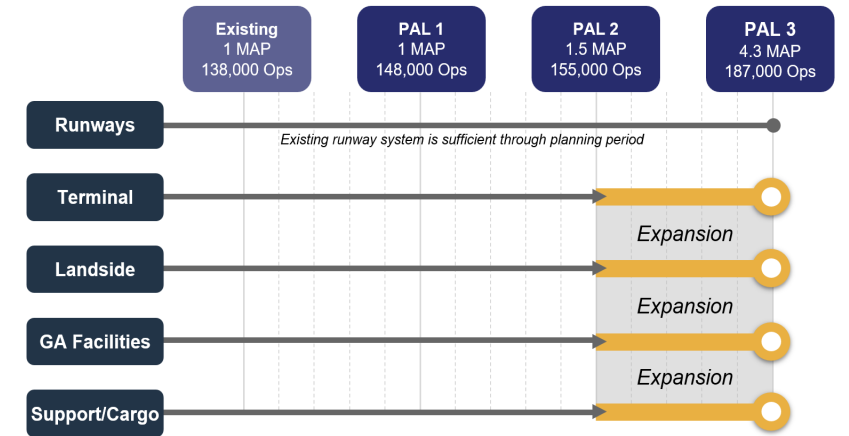 Existing
1 MAP
138,000 Ops
PAL 1
1 MAP
148,000 Ops
PAL 2
1.5 MAP
155,000 Ops
PAL 3
4.3 MAP
187,000 Ops
Runways
Existing runway system is sufficient through planning period
Terminal
Expansion
Landside
Expansion
GA Facilities
Expansion
Support/Cargo